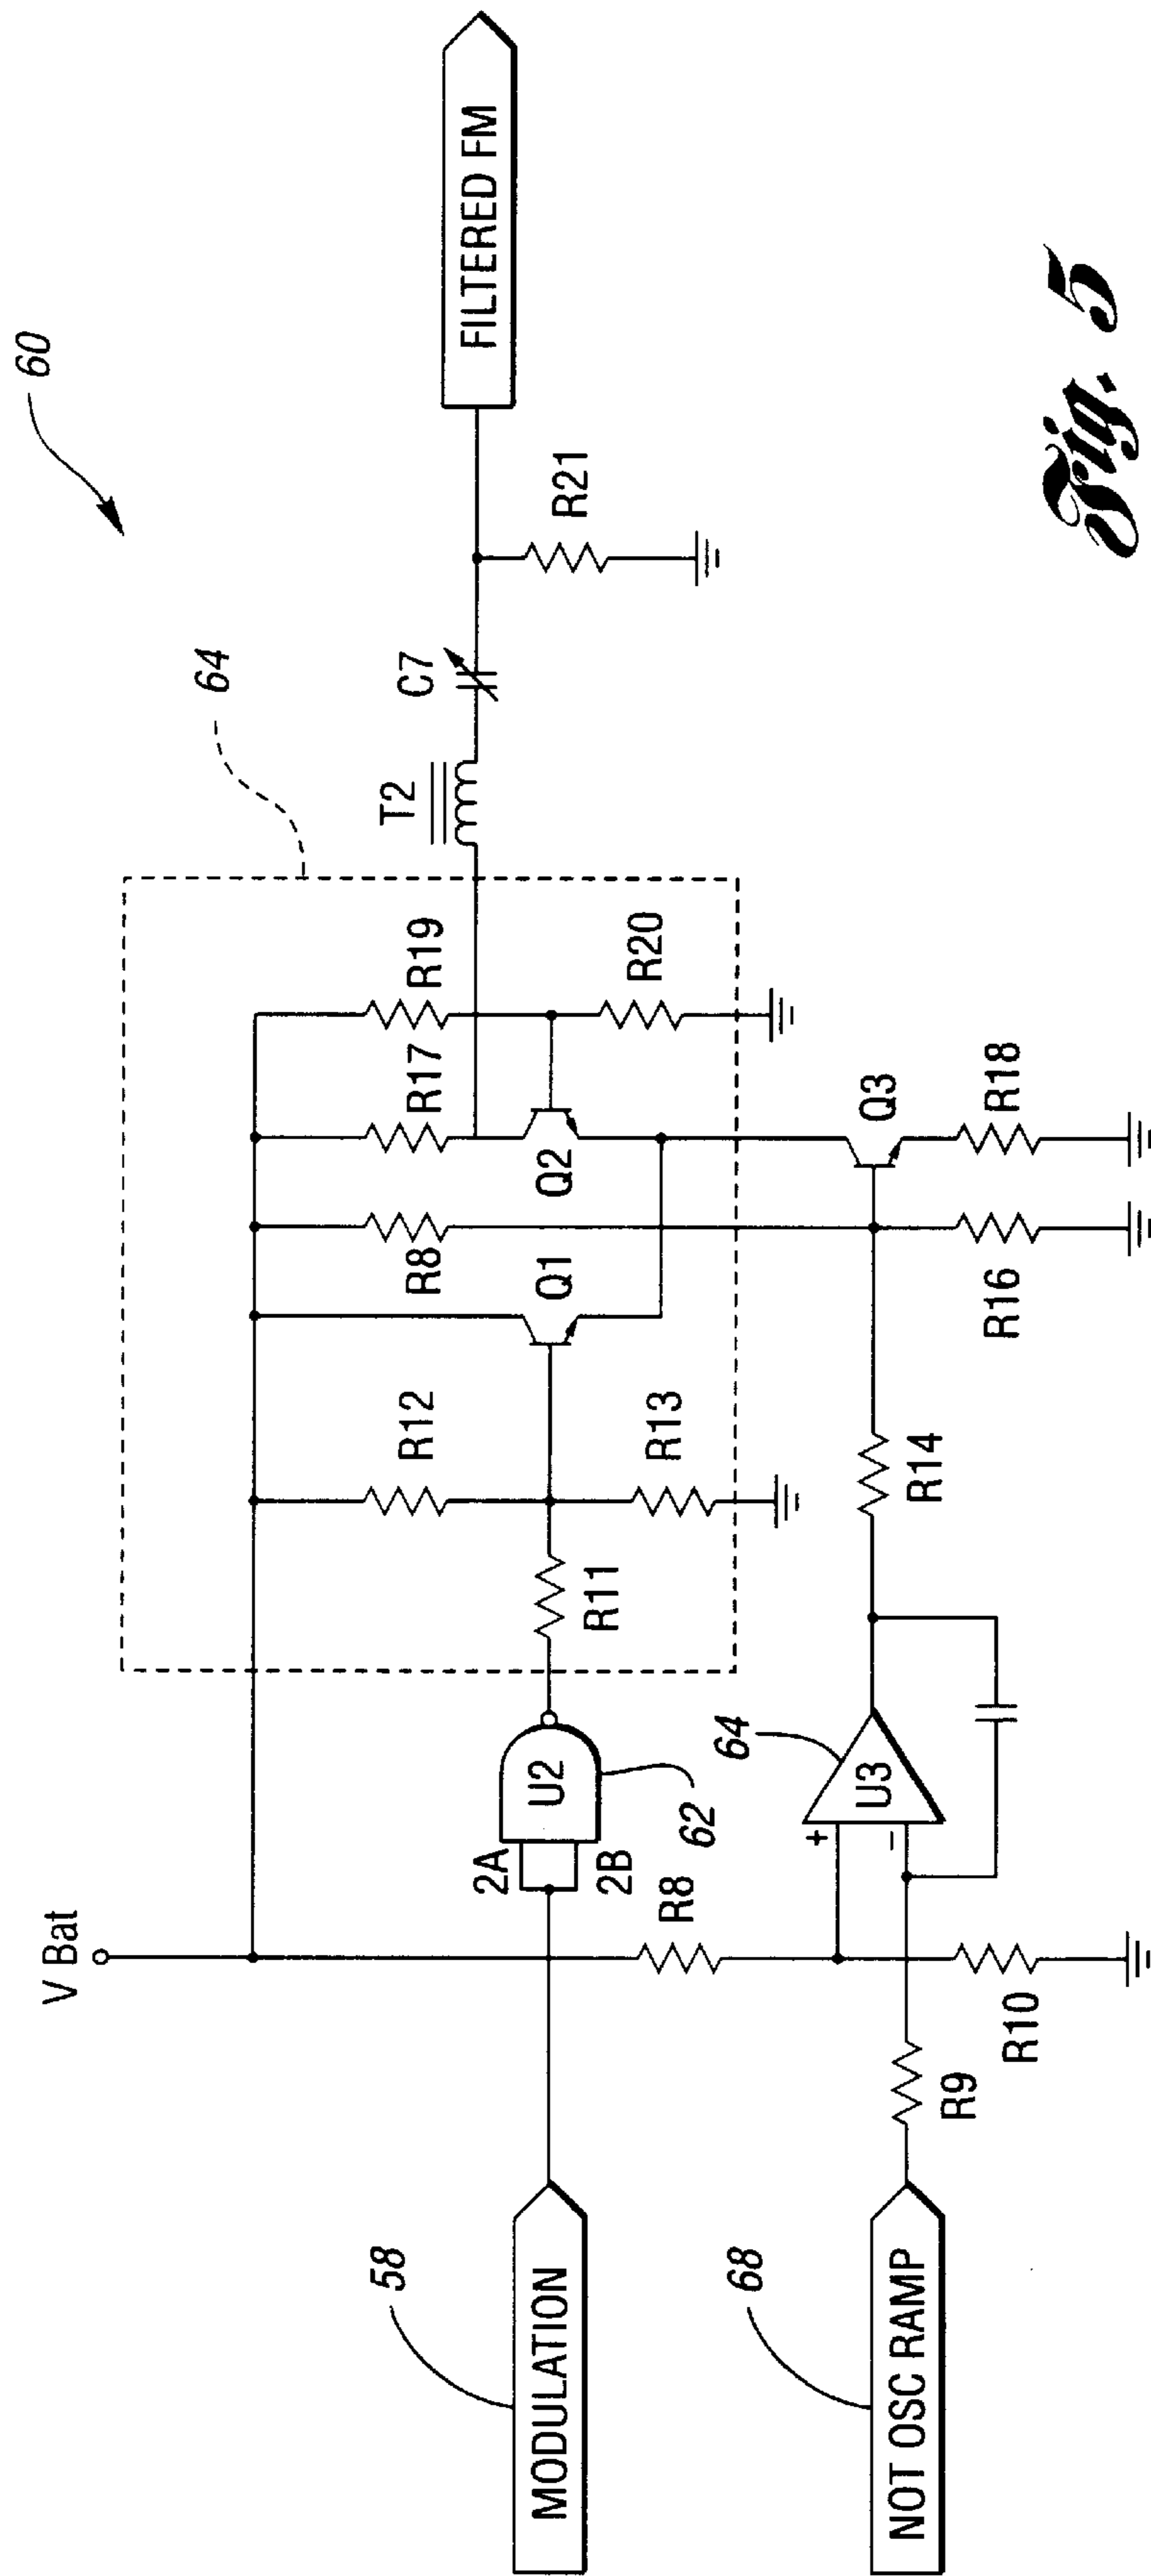 60
V Bat
64
R12
R8
R17
R19
T2
C7
FILTERED FM
Q1
Q2
R20
R21
58
MODULATION
2A
2B
U2
62
R11
R13
R8
64
U3
+
−
R14
Q3
68
NOT OSC RAMP
R9
R10
R16
R18
Fig. 5